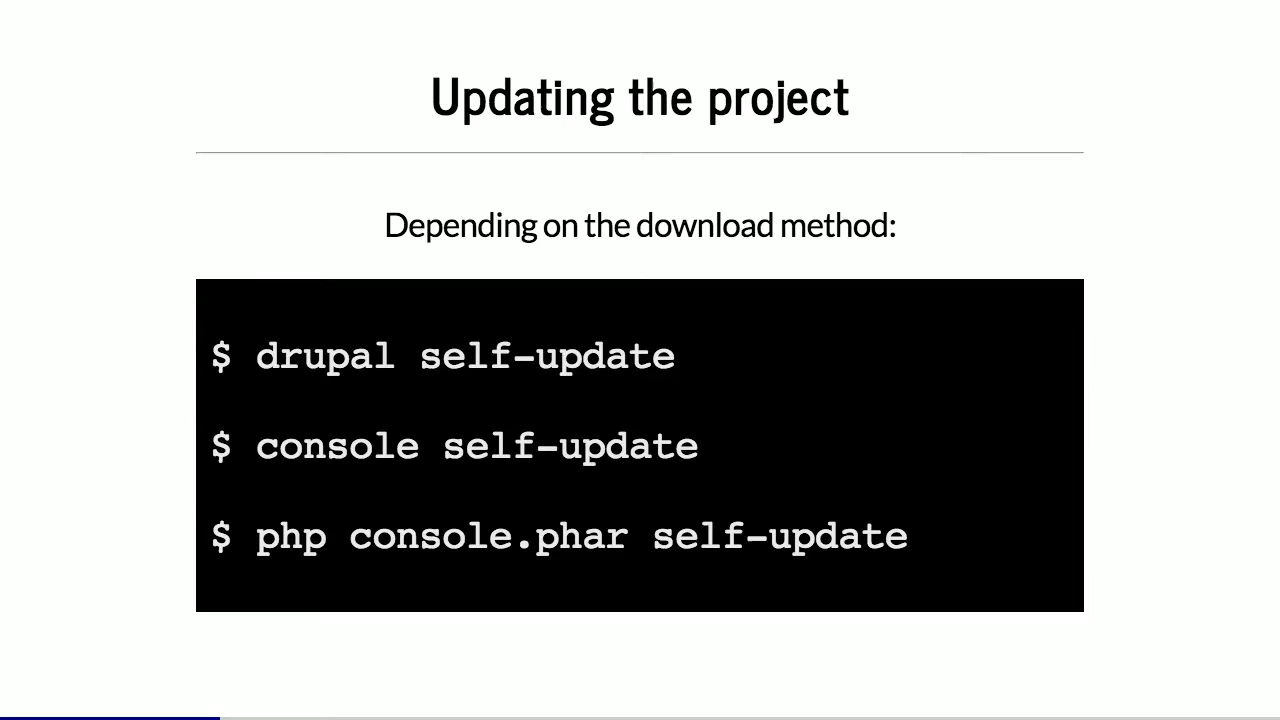 Updating the project
Depending on the download method:
$ drupal self-update
$ console self-update
$ php console.phar self-update